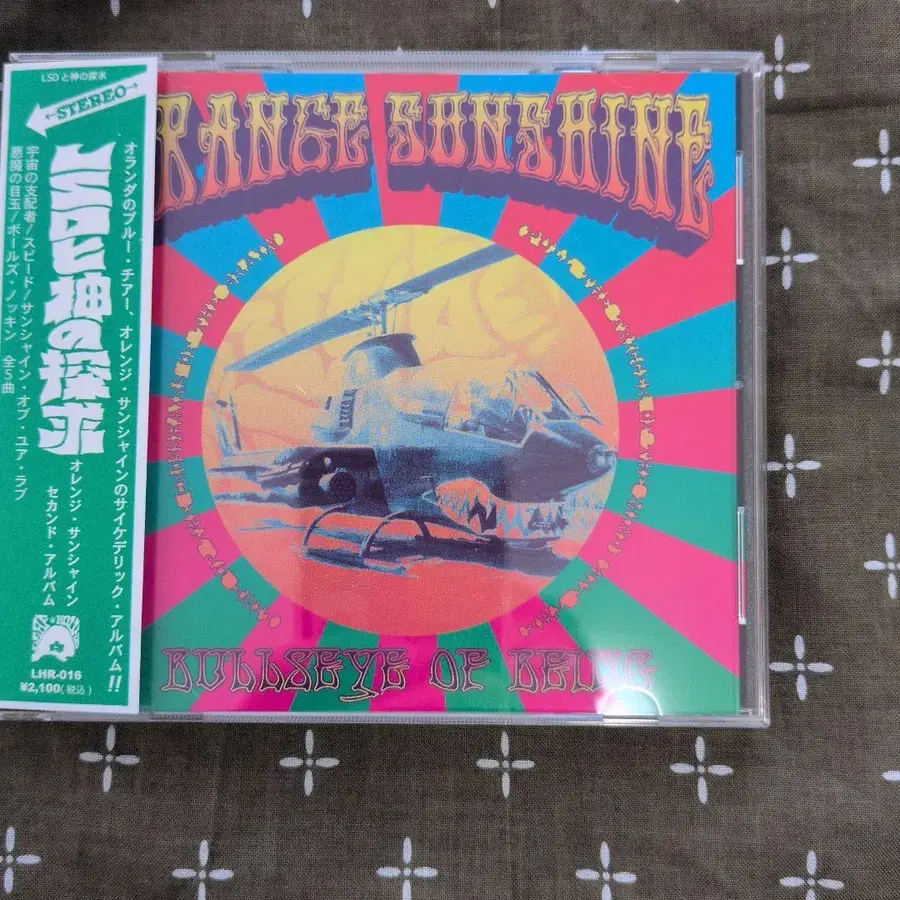 LSDと神の探求
STEREO
オランダのブルー・チアー、オレンジ・サンシャインのサイケデリック・アルバム!!
LSDと神の探求
オレンジ・サンシャイン
セカンド・アルバム
宇宙の支配者/スピード/サンシャイン・オブ・ユア・ラブ
悪魔の目玉/ボールズ・ノッキン 全5曲
LHR-016
¥2,100(税込)
RANGE SUNSHINE
BULLSEYE OF BEING